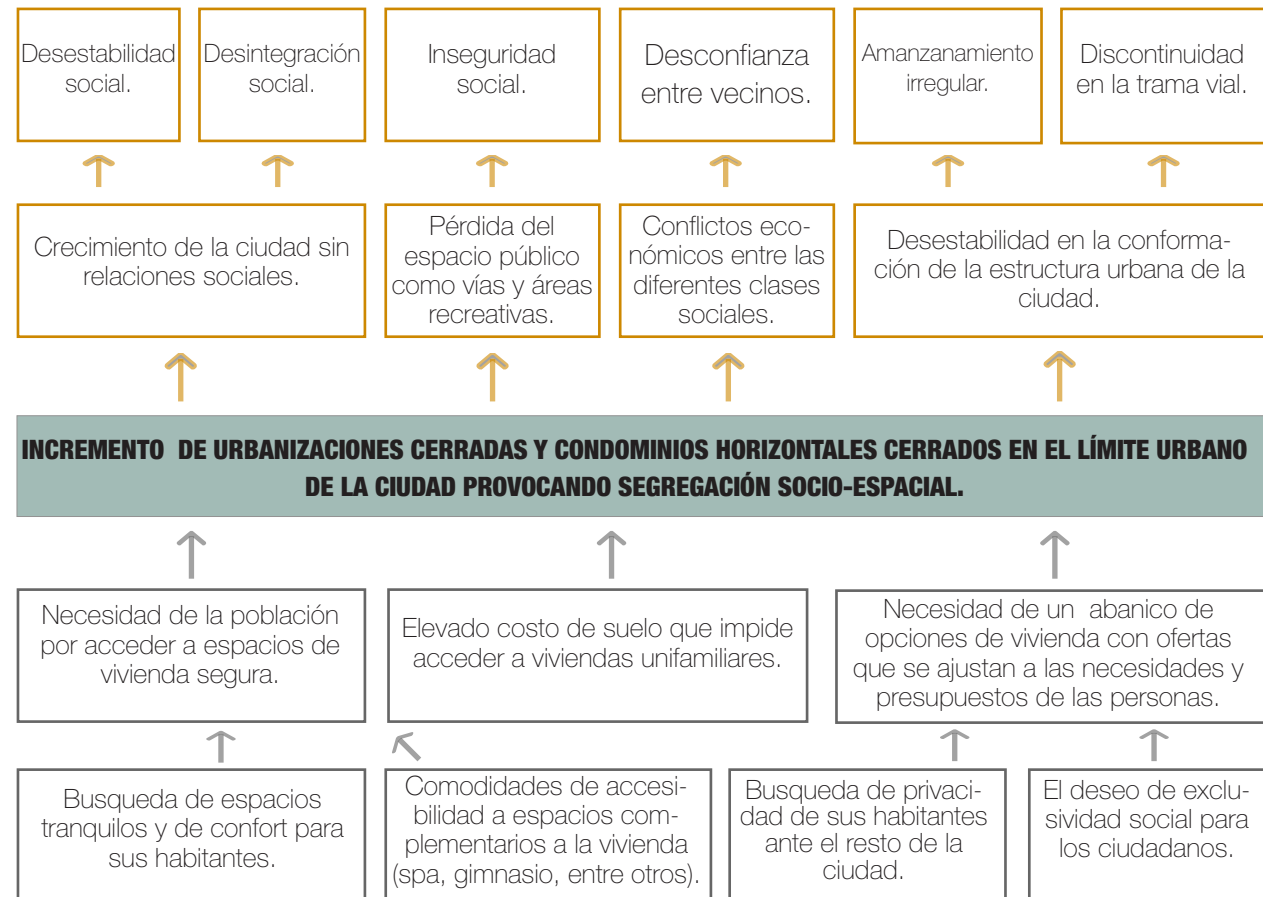 Desestabilidad
social.
Desintegración
social.
Inseguridad
social.
Desconfianza
entre vecinos.
Amanzanamiento
irregular.
Discontinuidad
en la trama vial.
Crecimiento de la ciudad sin
relaciones sociales.
Pérdida del
espacio público
como vías y áreas
recreativas.
Conflictos eco-
nómicos entre las
diferentes clases
sociales.
Desestabilidad en la conforma-
ción de la estructura urbana de la
ciudad.
INCREMENTO DE URBANIZACIONES CERRADAS Y CONDOMINIOS HORIZONTALES CERRADOS EN EL LÍMITE URBANO
DE LA CIUDAD PROVOCANDO SEGREGACIÓN SOCIO-ESPACIAL.
Necesidad de la población
por acceder a espacios de
vivienda segura.
Elevado costo de suelo que impide
acceder a viviendas unifamiliares.
Necesidad de un abanico de
opciones de vivienda con ofertas
que se ajustan a las necesidades y
presupuestos de las personas.
Busqueda de espacios
tranquilos y de confort para
sus habitantes.
Comodidades de accesi-
bilidad a espacios com-
plementarios a la vivienda
(spa, gimnasio, entre otros).
Busqueda de privaci-
dad de sus habitantes
ante el resto de la
ciudad.
El deseo de exclu-
sividad social para
los ciudadanos.